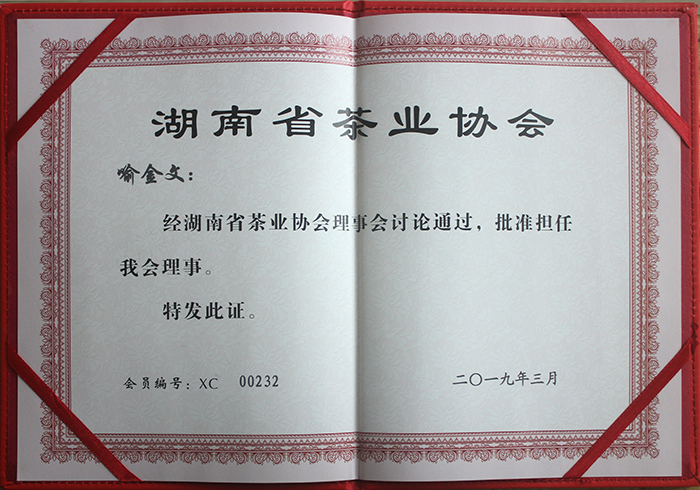 湖南省茶业协会
喻金文：
经湖南省茶业协会理事会讨论通过，批准担任
我会理事。
特发此证。
会员编号：XC 00232
二〇一九年三月